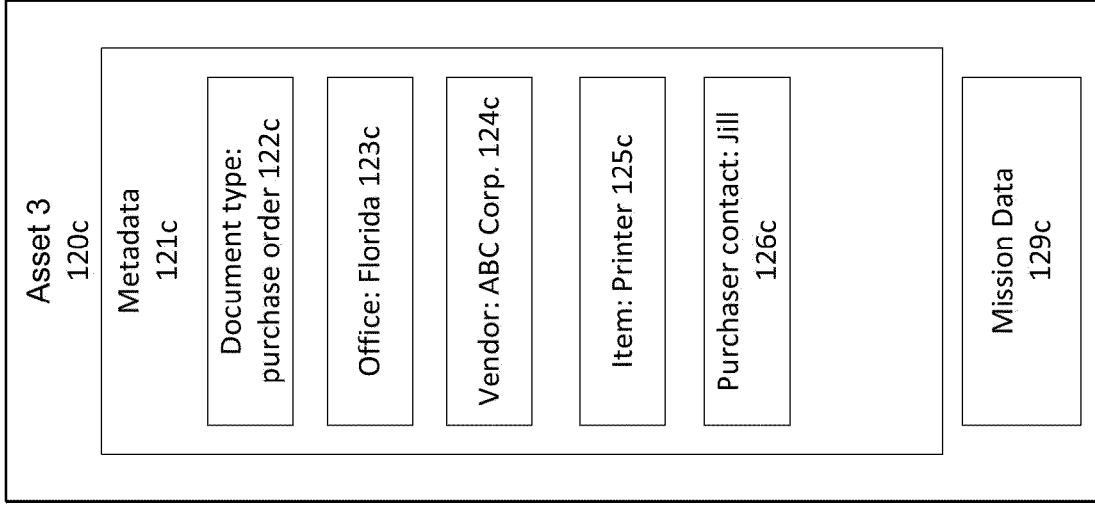 Asset 3
120c
Metadata
121c
Document type:
purchase order 122c
Office: Florida 123c
Vendor: ABC Corp. 124c
Item: Printer 125c
Purchaser contact: Jill
126c
Mission Data
129c